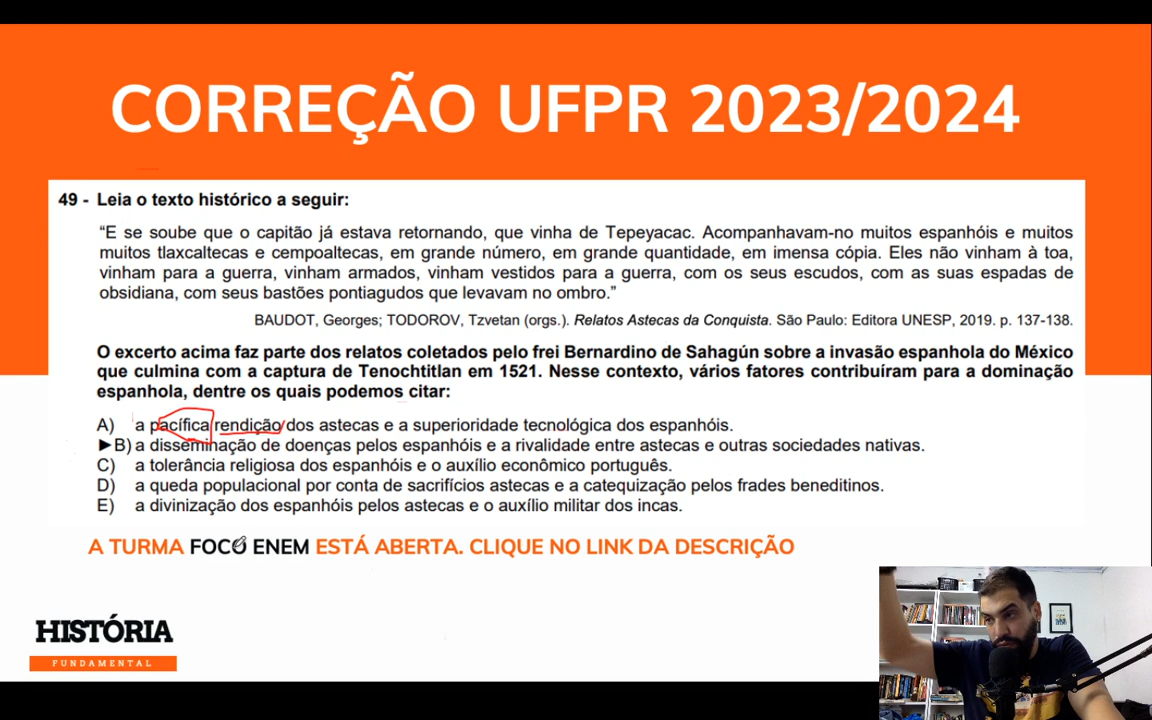 CORREÇÃO UFPR 2023/2024
49 - Leia o texto histórico a seguir:
“E se soube que o capitão já estava retornando, que vinha de Tepeyacac. Acompanhavam-no muitos espanhóis e muitos
muitos tlaxcaltecas e cempoaltecas, em grande número, em grande quantidade, em imensa cópia. Eles não vinham à toa,
vinham para a guerra, vinham armados, vinham vestidos para a guerra, com os seus escudos, com as suas espadas de
obsidiana, com seus bastões pontiagudos que levavam no ombro.”
BAUDOT, Georges; TODOROV, Tzvetan (orgs.). Relatos Astecas da Conquista. São Paulo: Editora UNESP, 2019. p. 137-138.
O excerto acima faz parte dos relatos coletados pelo frei Bernardino de Sahagún sobre a invasão espanhola do México
que culmina com a captura de Tenochtitlan em 1521. Nesse contexto, vários fatores contribuíram para a dominação
espanhola, dentre os quais podemos citar:
A) a pacífica rendição dos astecas e a superioridade tecnológica dos espanhóis.
►B) a disseminação de doenças pelos espanhóis e a rivalidade entre astecas e outras sociedades nativas.
C) a tolerância religiosa dos espanhóis e o auxílio econômico português.
D) a queda populacional por conta de sacrifícios astecas e a catequização pelos frades beneditinos.
E) a divinização dos espanhóis pelos astecas e o auxílio militar dos incas.
A TURMA FOCO ENEM ESTÁ ABERTA. CLIQUE NO LINK DA DESCRIÇÃO
HISTÓRIA
FUNDAMENTAL